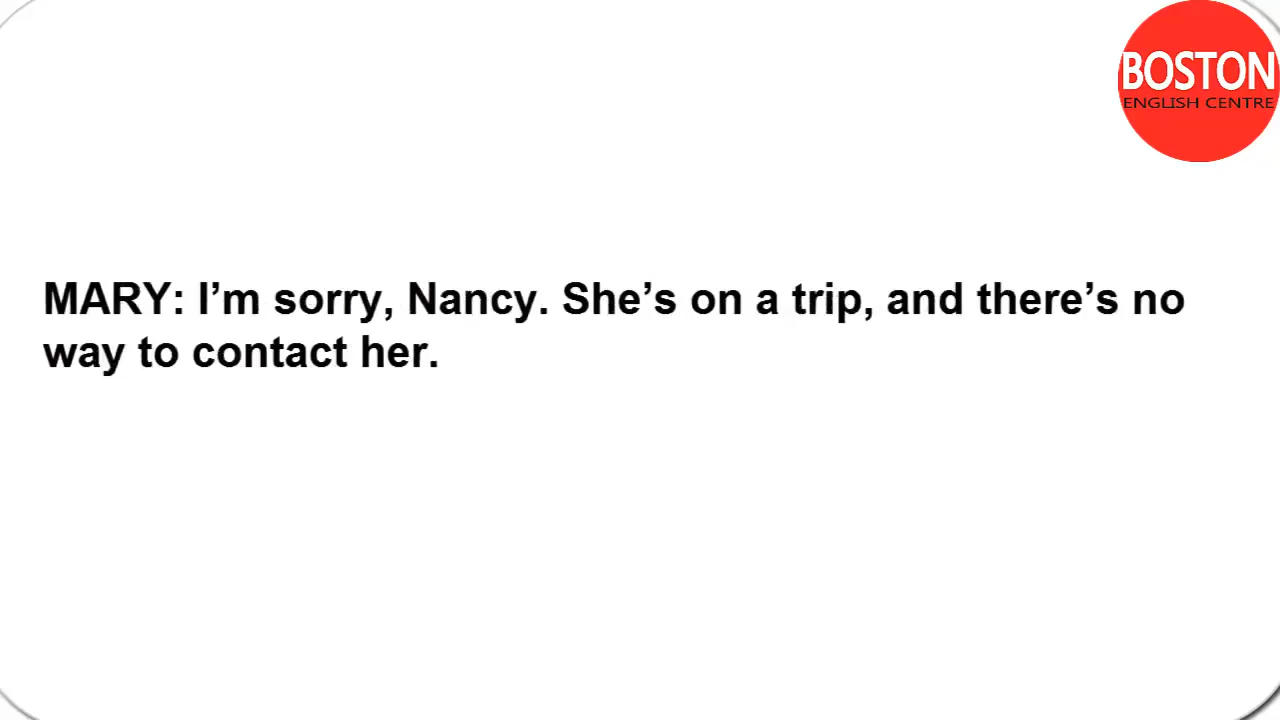 BOSTON
ENGLISH CENTRE
MARY: I’m sorry, Nancy. She’s on a trip, and there’s no
way to contact her.